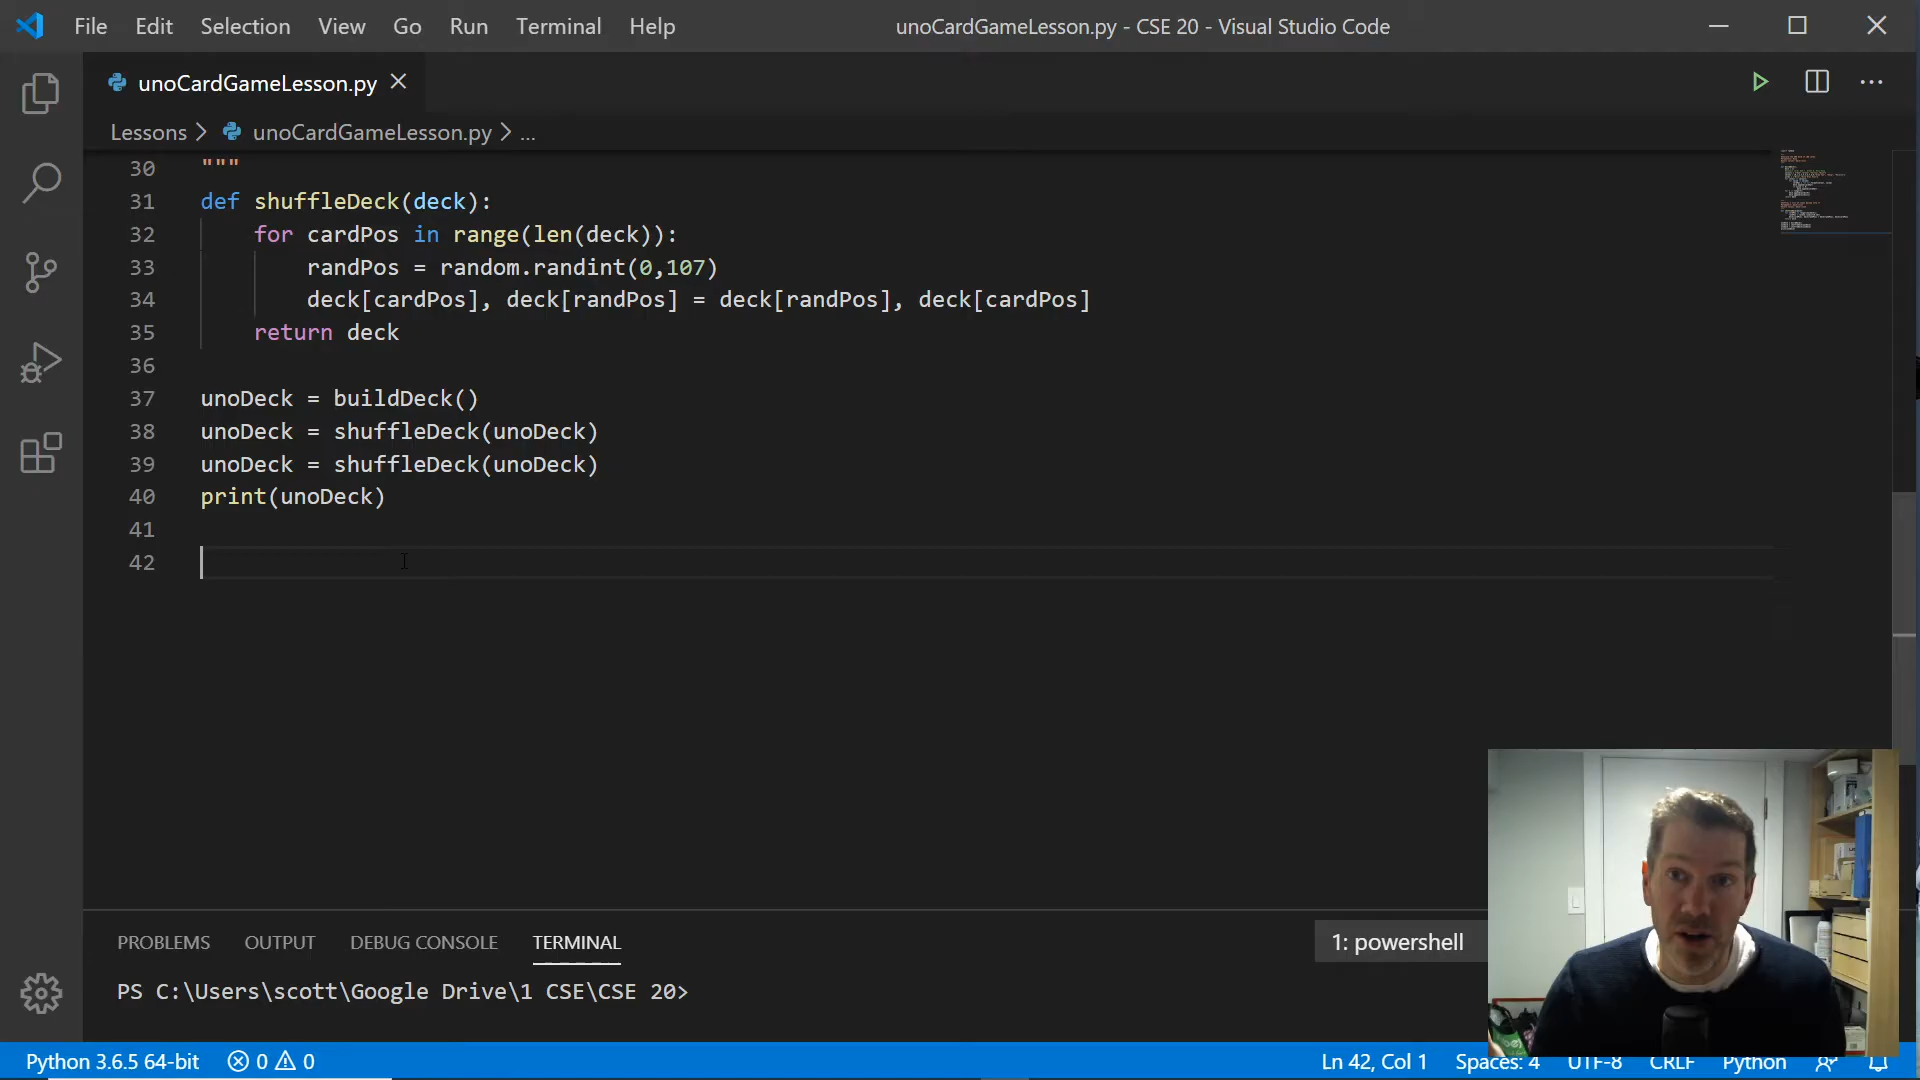 File Edit Selection View Go Run Terminal Help unoCardGameLesson.py - CSE 20 - Visual Studio Code
unoCardGameLesson.py
Lessons > unoCardGameLesson.py > ...
30 """
31 def shuffleDeck(deck):
32 for cardPos in range(len(deck)):
33 randPos = random.randint(0,107)
34 deck[cardPos], deck[randPos] = deck[randPos], deck[cardPos]
35 return deck
36
37 unoDeck = buildDeck()
38 unoDeck = shuffleDeck(unoDeck)
39 unoDeck = shuffleDeck(unoDeck)
40 print(unoDeck)
41
42
PROBLEMS OUTPUT DEBUG CONSOLE TERMINAL 1: powershell
PS C:\Users\scott\Google Drive\1 CSE\CSE 20>
Python 3.6.5 64-bit 0 0 Ln 42, Col 1 Spaces: 4 UTF-8 CRLF Python